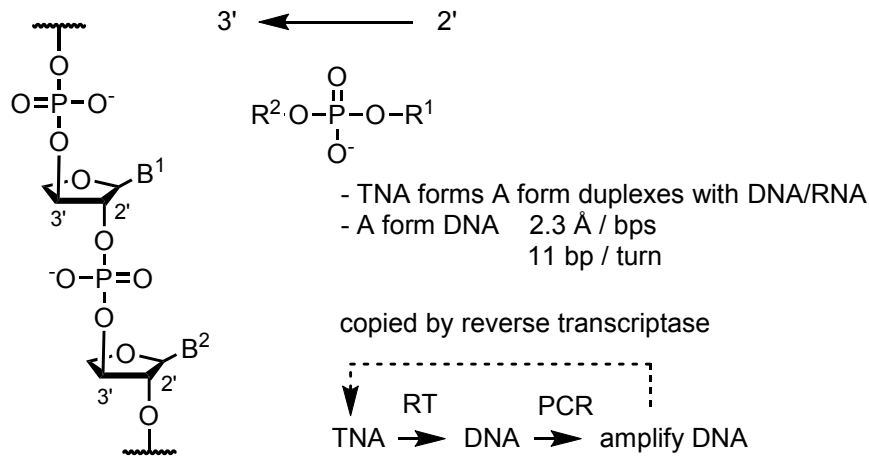 3' 2'
O
O=P-O-
O
O B1
3' 2'
O
-O-P=O
O
O B2
3' 2'
O
O
R2-O-P-O-R1
O-
- TNA forms A form duplexes with DNA/RNA
- A form DNA 2.3 Å / bps
11 bp / turn
copied by reverse transcriptase
RT PCR
TNA DNA amplify DNA